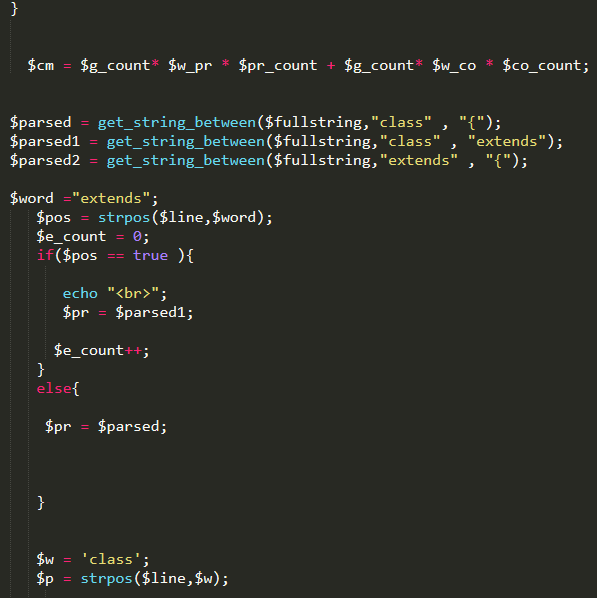 }
$cm = $g_count* $w_pr * $pr_count + $g_count* $w_co * $co_count;
$parsed = get_string_between($fullstring,"class" , "{");
$parsed1 = get_string_between($fullstring,"class" , "extends");
$parsed2 = get_string_between($fullstring,"extends" , "{");
$word ="extends";
$pos = strpos($line,$word);
$e_count = 0;
if($pos == true ){
echo "<br>";
$pr = $parsed1;
$e_count++;
}
else{
$pr = $parsed;
}
$w = 'class';
$p = strpos($line,$w);